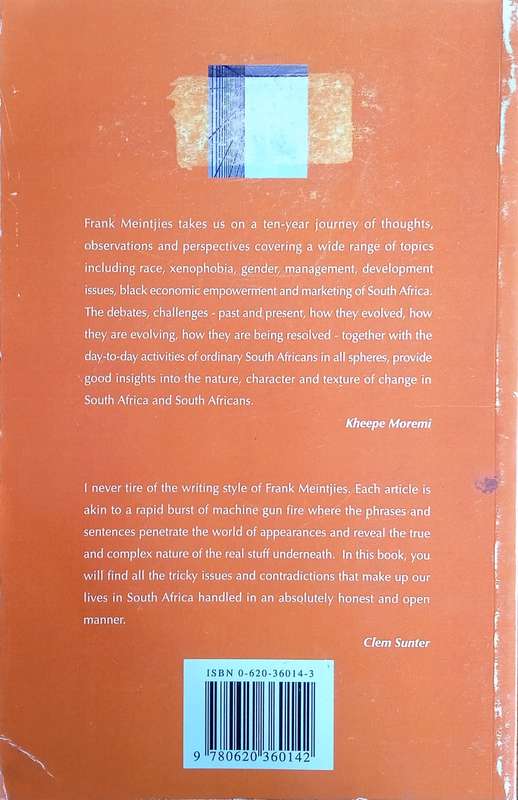 Frank Meintjies takes us on a ten-year journey of thoughts,
observations and perspectives covering a wide range of topics
including race, xenophobia, gender, management, development
issues, black economic empowerment and marketing of South Africa.
The debates, challenges - past and present, how they evolved, how
they are evolving, how they are being resolved - together with the
day-to-day activities of ordinary South Africans in all spheres, provide
good insights into the nature, character and texture of change in
South Africa and South Africans.
Kheepe Moremi
I never tire of the writing style of Frank Meintjies. Each article is
akin to a rapid burst of machine gun fire where the phrases and
sentences penetrate the world of appearances and reveal the true
and complex nature of the real stuff underneath. In this book, you
will find all the tricky issues and contradictions that make up our
lives in South Africa handled in an absolutely honest and open
manner.
Clem Sunter
ISBN 0-620-36014-3
9 780620 360142